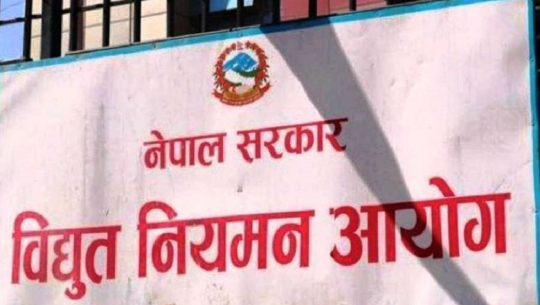 नेपाल सरकार
विद्युत नियमन आयोग